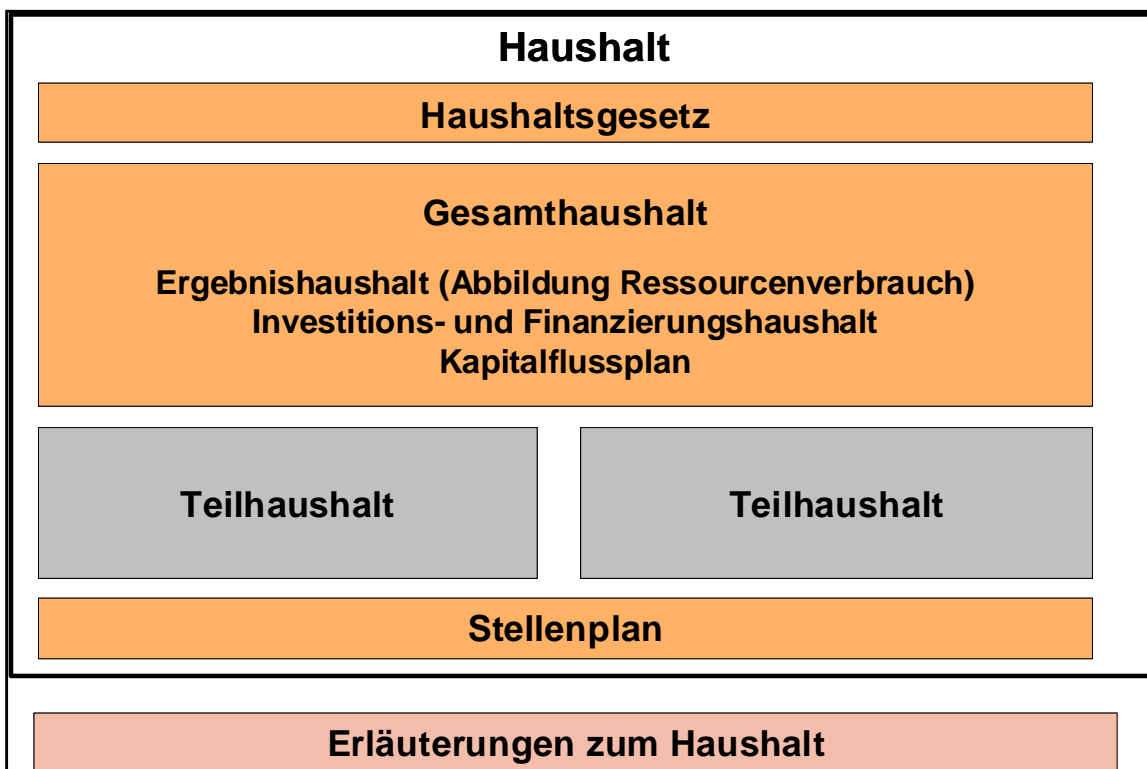 Haushalt
Haushaltsgesetz
Gesamthaushalt
Ergebnishaushalt (Abbildung Ressourcenverbrauch)
Investitions- und Finanzierungshaushalt
Kapitalflussplan
Teilhaushalt
Teilhaushalt
Stellenplan
Erläuterungen zum Haushalt